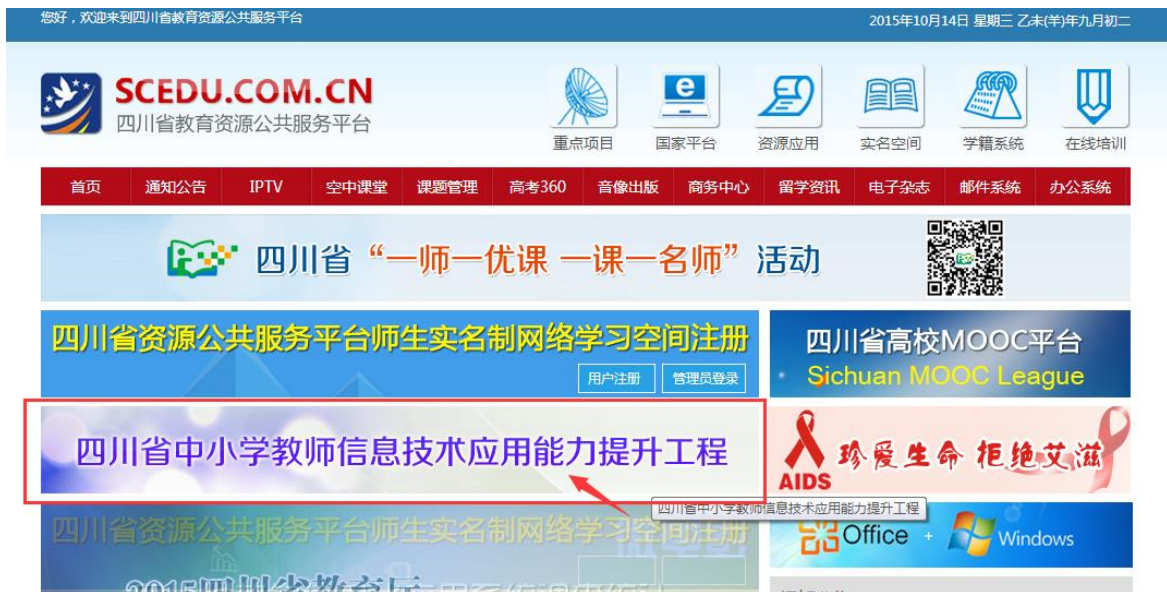 您好，欢迎来到四川省教育资源公共服务平台
2015年10月14日 星期三 乙未(羊)年九月初二
SCEDU.COM.CN
四川省教育资源公共服务平台
重点项目 国家平台 资源应用 实名空间 学籍系统 在线培训
首页 通知公告 IPTV 空中课堂 课题管理 高考360 音像出版 商务中心 留学资讯 电子杂志 邮件系统 办公系统
四川省“一师一优课 一课一名师”活动
四川省资源公共服务平台师生实名制网络学习空间注册
用户注册 管理员登录
四川省高校MOOC平台
Sichuan MOOC League
四川省中小学教师信息技术应用能力提升工程
AIDS
珍爱生命 拒绝艾滋
四川省中小学教师信息技术应用能力提升工程
四川省资源公共服务平台师生实名制网络学习空间注册
Office + Windows
2015四川省教育厅